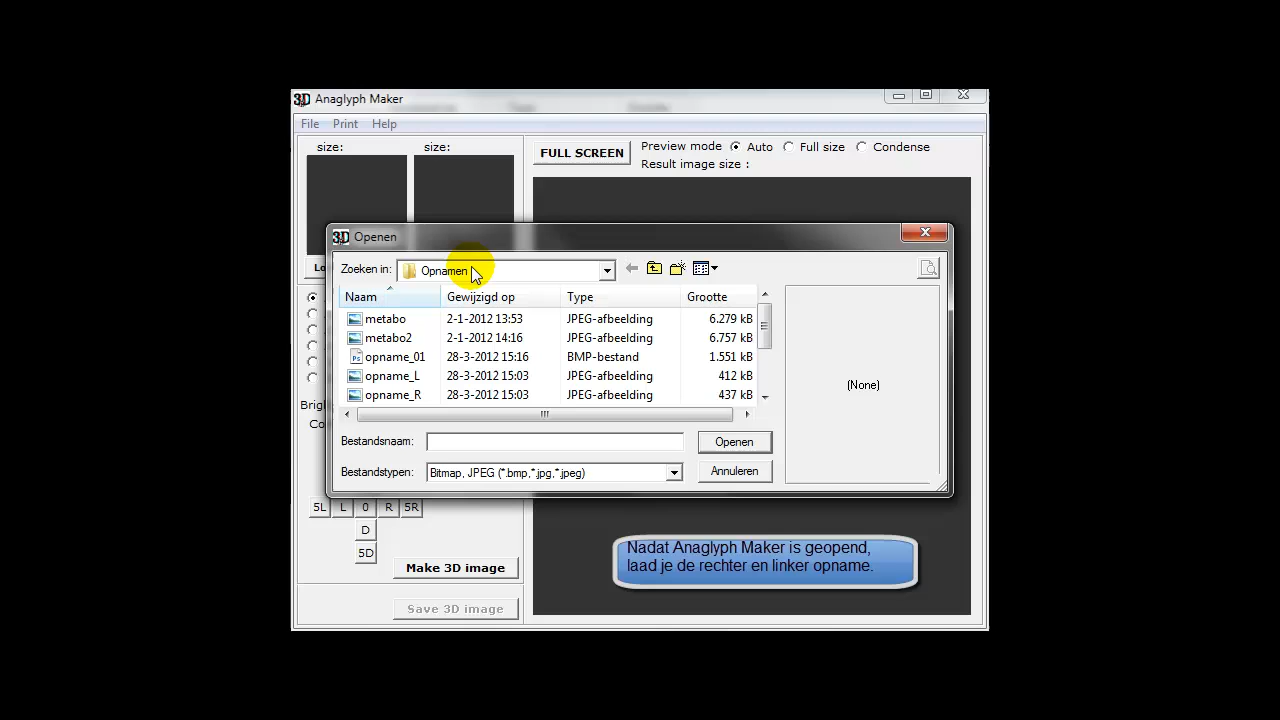 3D Anaglyph Maker
File Print Help
size: size:
FULL SCREEN
Preview mode Auto Full size Condense
Result image size :
3D Openen
Zoeken in: Opnamen
Naam Gewijzigd op Type Grootte
metabo 2-1-2012 13:53 JPEG-afbeelding 6.279 kB
metabo2 2-1-2012 14:16 JPEG-afbeelding 6.757 kB
opname_01 28-3-2012 15:16 BMP-bestand 1.551 kB
opname_L 28-3-2012 15:03 JPEG-afbeelding 412 kB
opname_R 28-3-2012 15:03 JPEG-afbeelding 437 kB
(None)
Bestandsnaam: Openen
Bestandstypen: Bitmap, JPEG (*.bmp,*.jpg,*.jpeg) Annuleren
5L L 0 R 5R
D
5D
Make 3D image
Save 3D image
Nadat Anaglyph Maker is geopend,
laad je de rechter en linker opname.